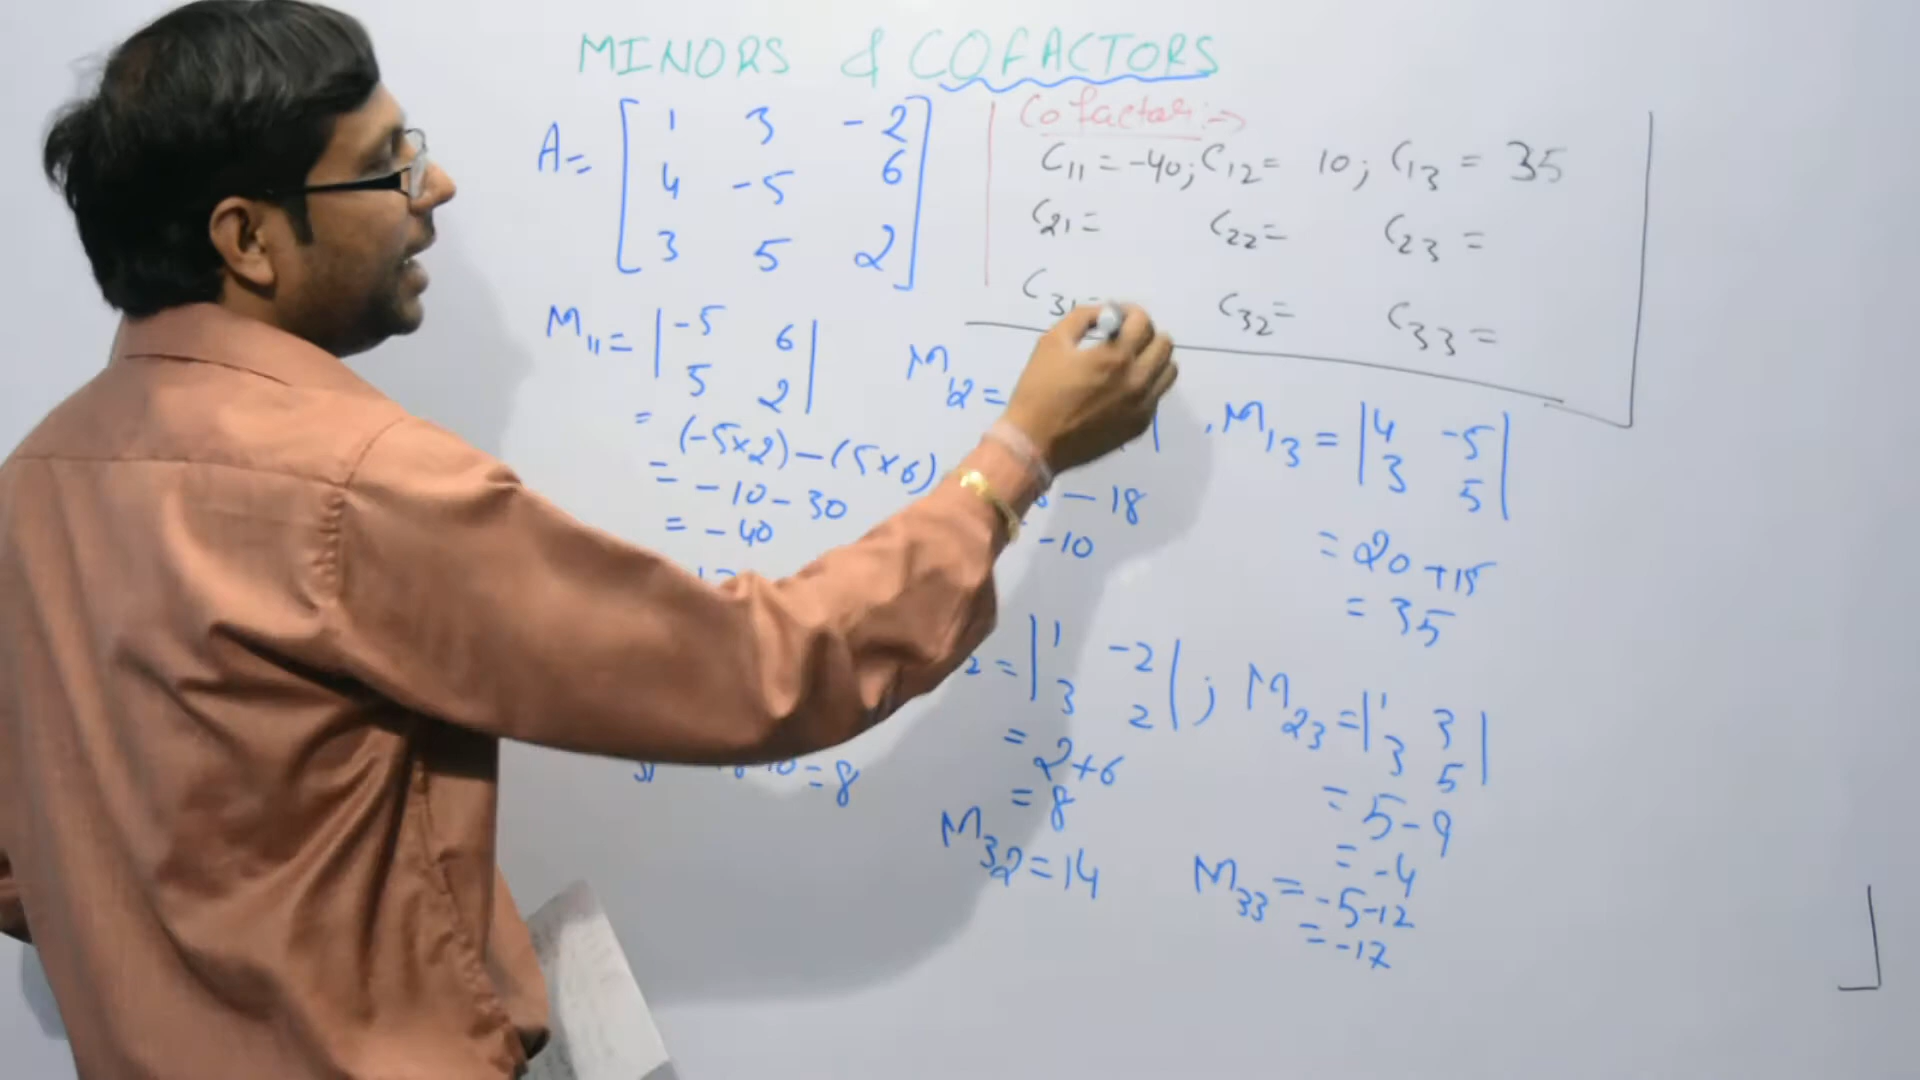 MINORS & COFACTORS
A = [ 1 3 -2
4 -5 6
3 5 2 ]
Cofactor :->
C11 = -40; C12 = 10; C13 = 35
C21 = C22 = C23 =
C31 C32 = C33 =
M11 = | -5 6
5 2 |
= (-5×2) - (5×6)
= -10 - 30
= -40
M12 =
- 18
-10
, M13 = | 4 -5
3 5 |
= 20 + 15
= 35
2 = | 1 -2
3 2 | ;
= 2+6
= 8
M23 = | 1 3
3 5 |
= 5 - 9
= -4
= 8
M32 = 14
M33 = -5-12
= -17